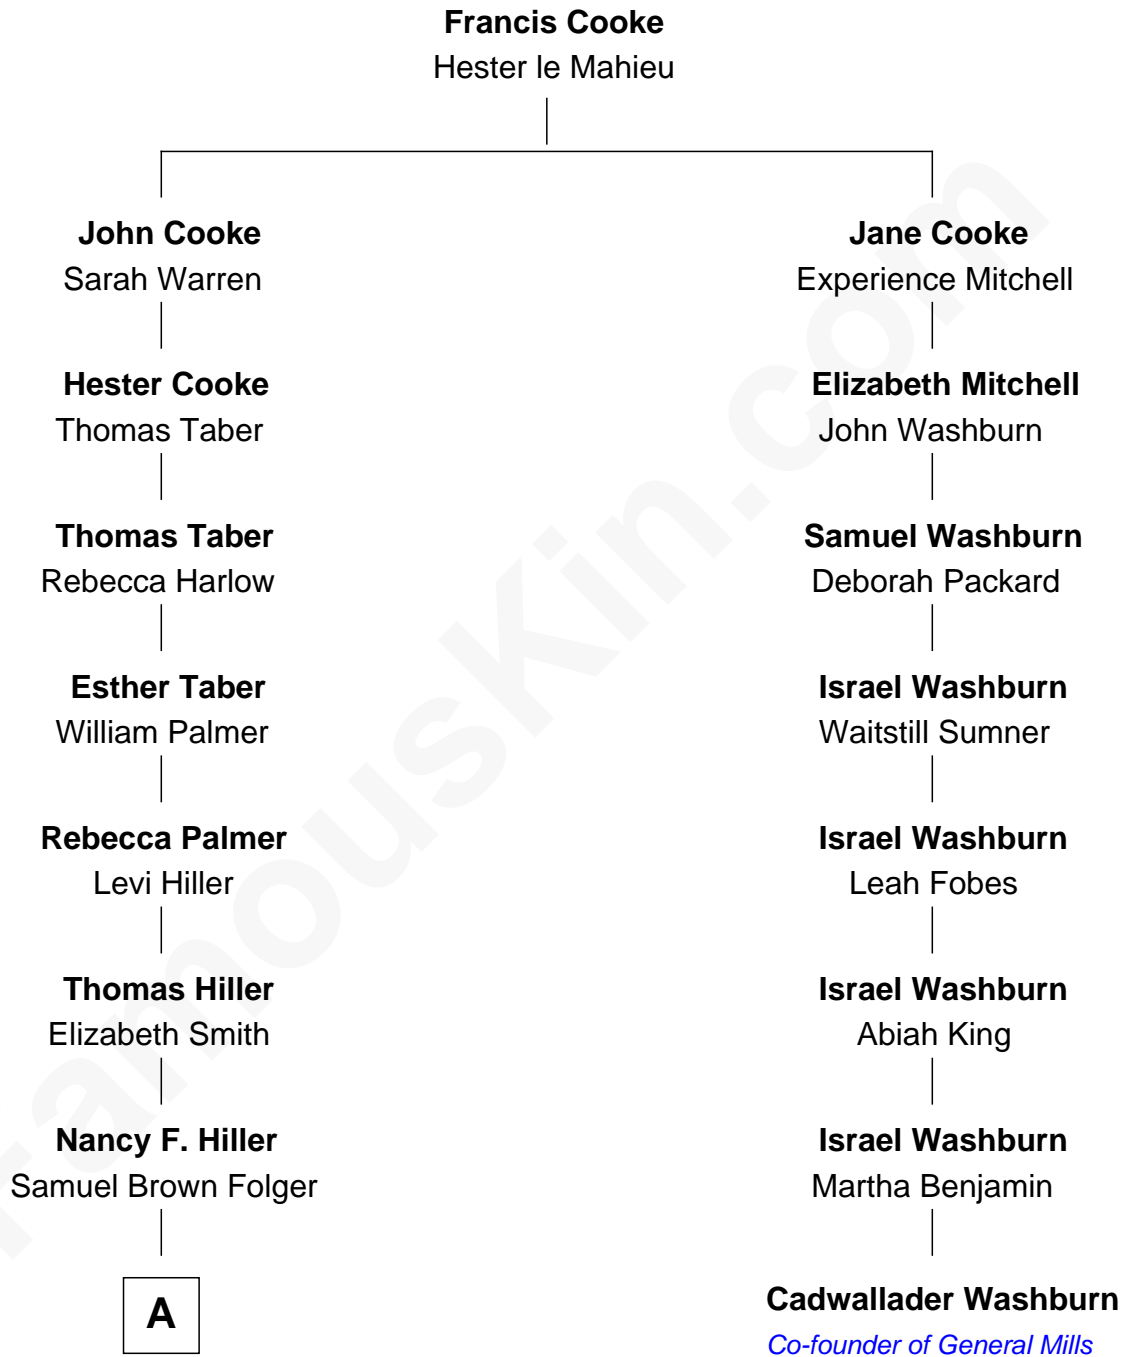 Francis Cooke
Hester le Mahieu
John Cooke
Sarah Warren
Jane Cooke
Experience Mitchell
Hester Cooke
Thomas Taber
Elizabeth Mitchell
John Washburn
Thomas Taber
Rebecca Harlow
Samuel Washburn
Deborah Packard
Esther Taber
William Palmer
Israel Washburn
Waitstill Sumner
Rebecca Palmer
Levi Hiller
Israel Washburn
Leah Fobes
Thomas Hiller
Elizabeth Smith
Israel Washburn
Abiah King
Nancy F. Hiller
Samuel Brown Folger
Israel Washburn
Martha Benjamin
A
Cadwallader Washburn
Co-founder of General Mills
FamousKin.com